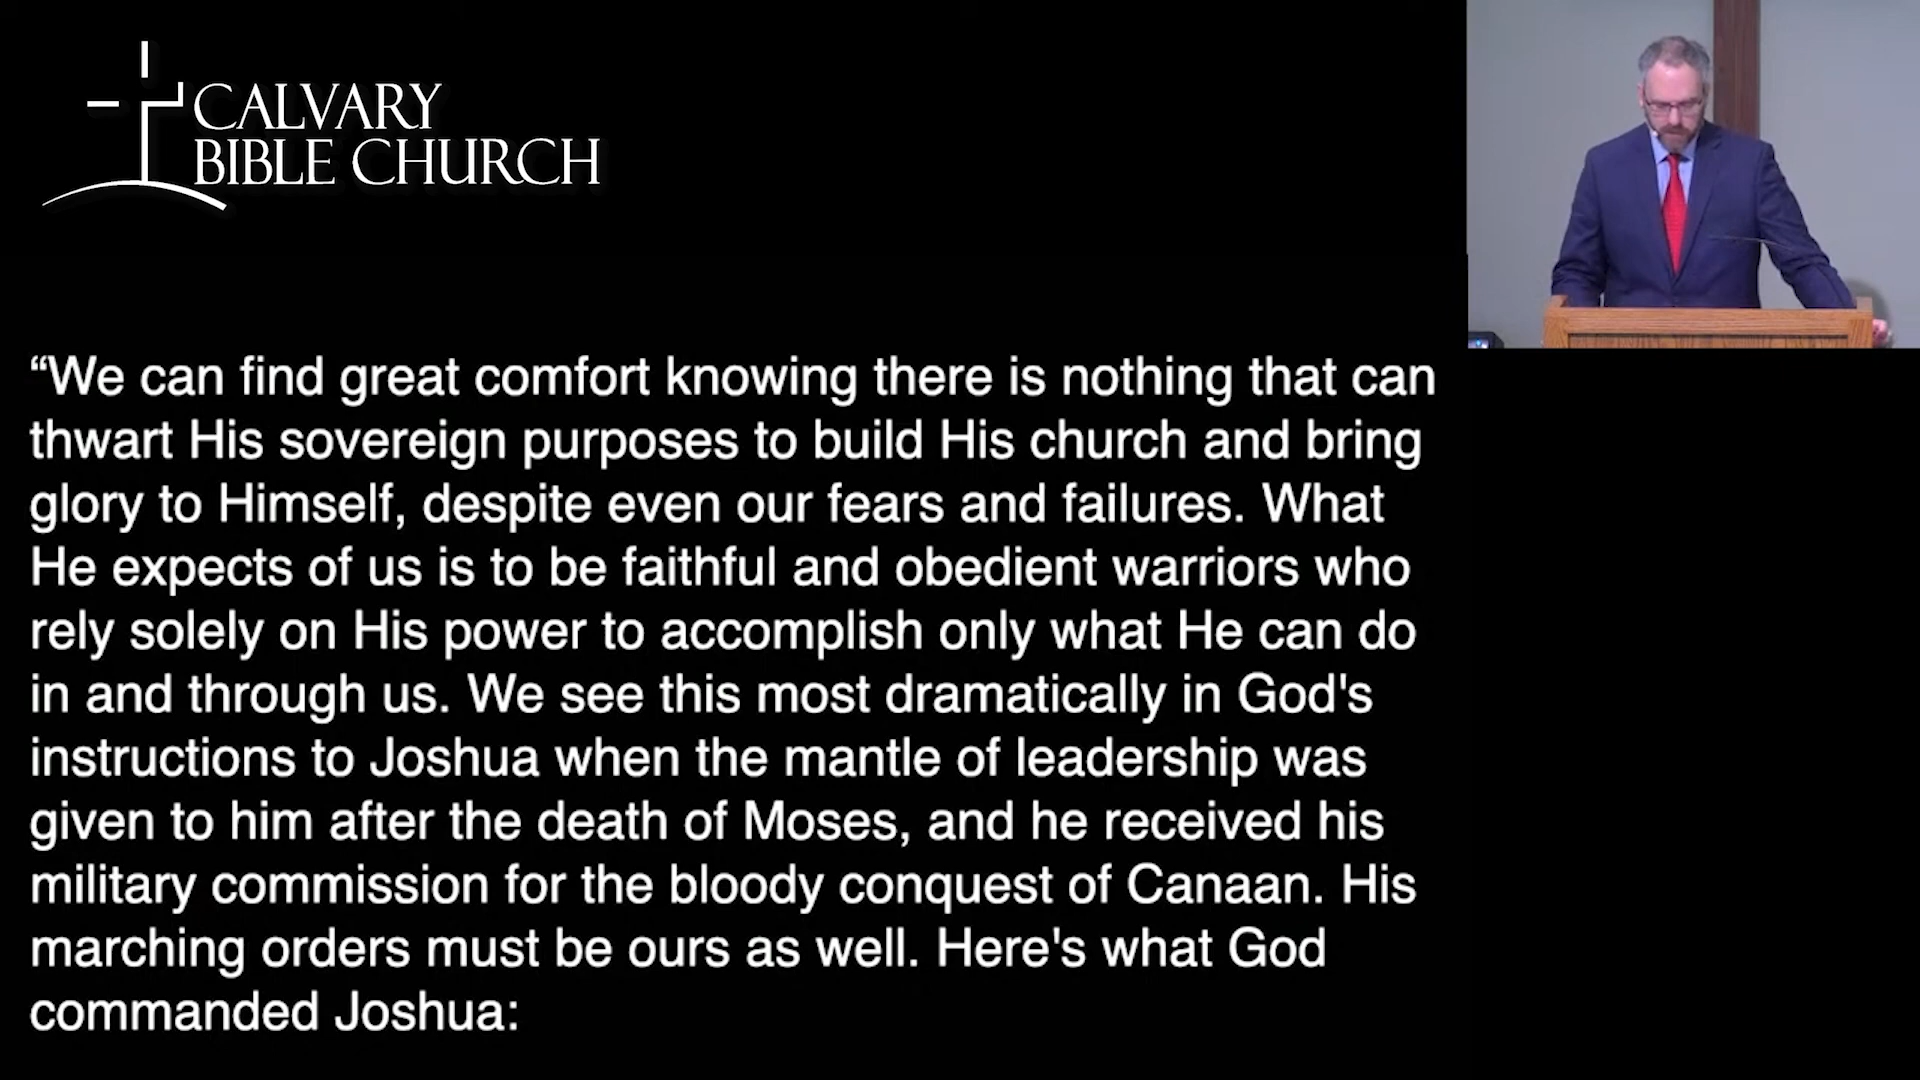 CALVARY
BIBLE CHURCH
“We can find great comfort knowing there is nothing that can
thwart His sovereign purposes to build His church and bring
glory to Himself, despite even our fears and failures. What
He expects of us is to be faithful and obedient warriors who
rely solely on His power to accomplish only what He can do
in and through us. We see this most dramatically in God's
instructions to Joshua when the mantle of leadership was
given to him after the death of Moses, and he received his
military commission for the bloody conquest of Canaan. His
marching orders must be ours as well. Here's what God
commanded Joshua: